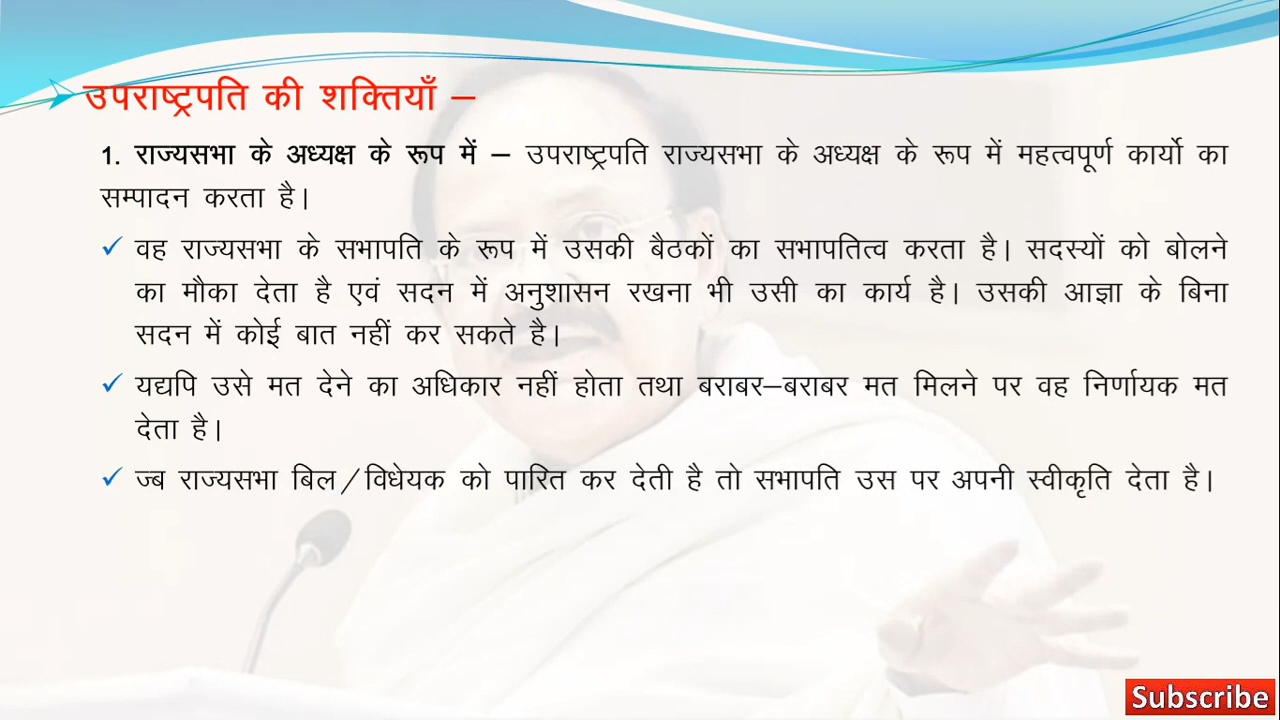 उपराष्ट्रपति की शक्तियाँ –
1. राज्यसभा के अध्यक्ष के रूप में – उपराष्ट्रपति राज्यसभा के अध्यक्ष के रूप में महत्वपूर्ण कार्यो का
सम्पादन करता है।
✓ वह राज्यसभा के सभापति के रूप में उसकी बैठकों का सभापतित्व करता है। सदस्यों को बोलने
का मौका देता है एवं सदन में अनुशासन रखना भी उसी का कार्य है। उसकी आज्ञा के बिना
सदन में कोई बात नहीं कर सकते है।
✓ यद्यपि उसे मत देने का अधिकार नहीं होता तथा बराबर–बराबर मत मिलने पर वह निर्णायक मत
देता है।
✓ ज्ब राज्यसभा बिल/विधेयक को पारित कर देती है तो सभापति उस पर अपनी स्वीकृति देता है।
Subscribe